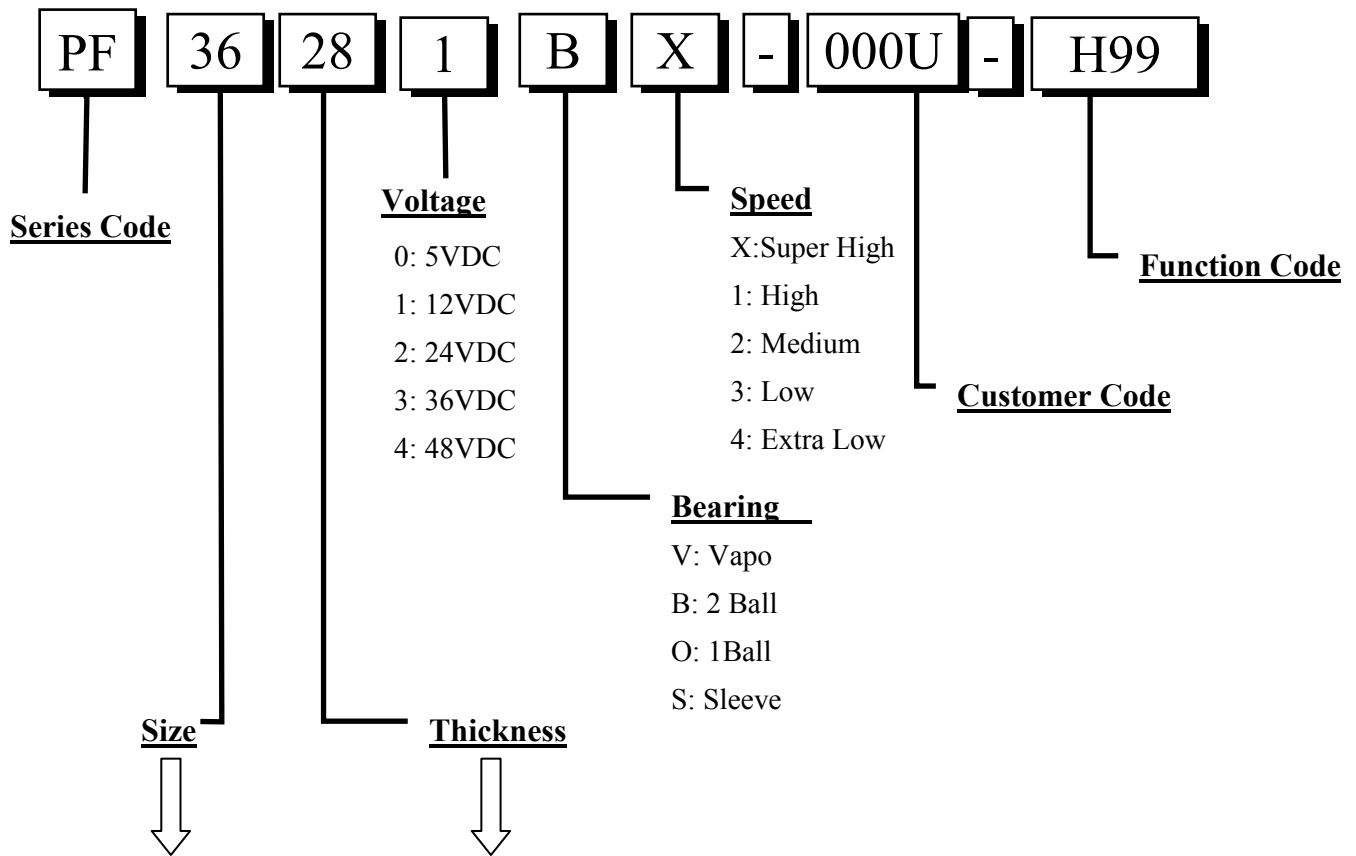 PF 36 28 1 B X - 000U - H99
Series Code
Voltage
0: 5VDC
1: 12VDC
2: 24VDC
3: 36VDC
4: 48VDC
Speed
X:Super High
1: High
2: Medium
3: Low
4: Extra Low
Function Code
Customer Code
Bearing
V: Vapo
B: 2 Ball
O: 1Ball
S: Sleeve
Size
Thickness